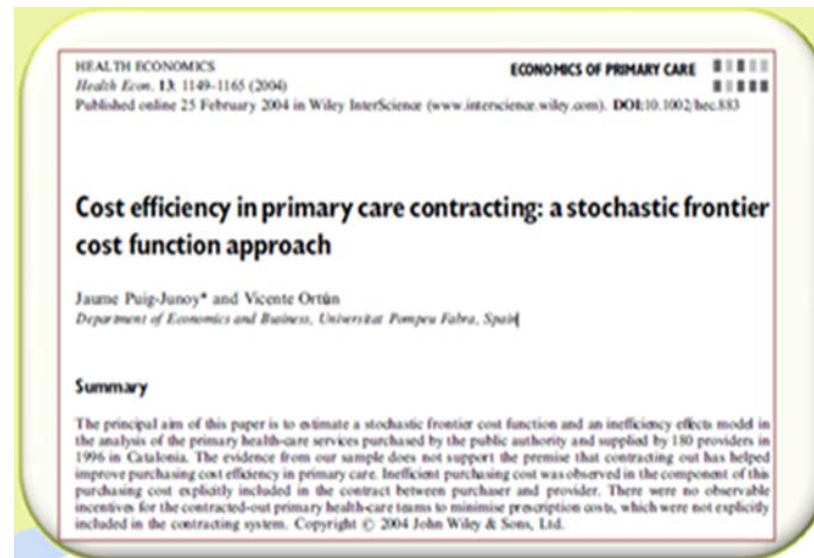 HEALTH ECONOMICS
ECONOMICS OF PRIMARY CARE
Health Econ. 13: 1149–1165 (2004)
Published online 25 February 2004 in Wiley InterScience (www.interscience.wiley.com). DOI:10.1002/hec.883
Cost efficiency in primary care contracting: a stochastic frontier
cost function approach
Jaume Puig-Junoy* and Vicente Ortún
Department of Economics and Business, Universitat Pompeu Fabra, Spain
Summary
The principal aim of this paper is to estimate a stochastic frontier cost function and an inefficiency effects model in
the analysis of the primary health-care services purchased by the public authority and supplied by 180 providers in
1996 in Catalonia. The evidence from our sample does not support the premise that contracting out has helped
improve purchasing cost efficiency in primary care. Inefficient purchasing cost was observed in the component of this
purchasing cost explicitly included in the contract between purchaser and provider. There were no observable
incentives for the contracted-out primary health-care teams to minimise prescription costs, which were not explicitly
included in the contracting system. Copyright © 2004 John Wiley & Sons, Ltd.